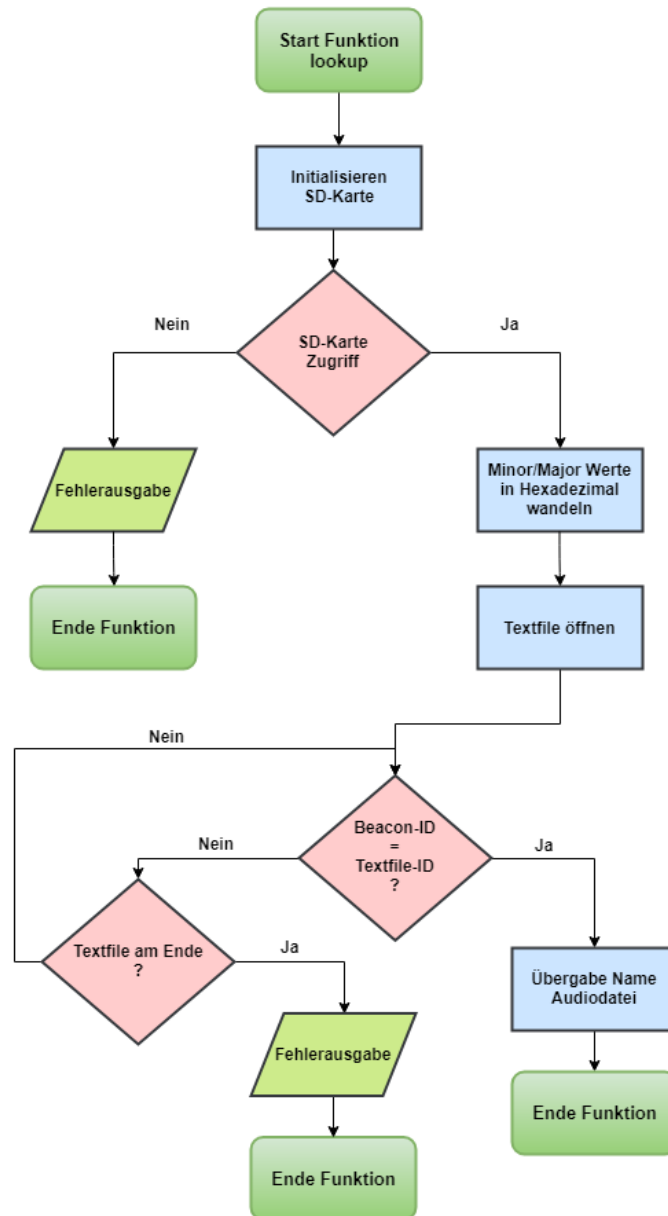 Start Funktion
lookup
Initialisieren
SD-Karte
Nein
SD-Karte
Zugriff
Ja
Fehlerausgabe
Ende Funktion
Minor/Major Werte
in Hexadezimal
wandeln
Textfile öffnen
Nein
Beacon-ID
=
Textfile-ID
?
Nein
Ja
Textfile am Ende
?
Ja
Übergabe Name
Audiodatei
Fehlerausgabe
Ende Funktion
Ende Funktion